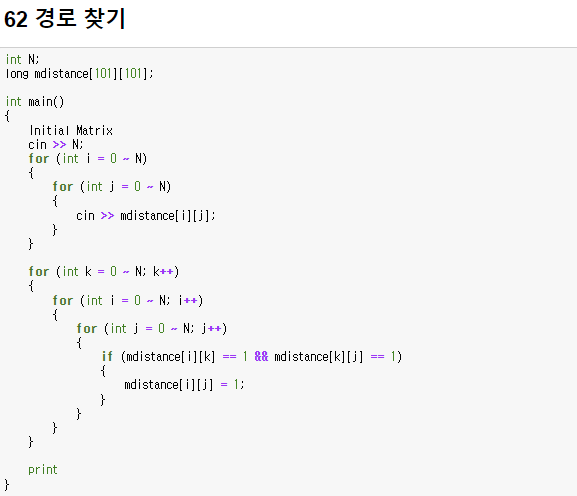 62 경로 찾기
int N;
long mdistance[101][101];
int main()
{
    Initial Matrix
    cin >> N;
    for (int i = 0 ~ N)
    {
        for (int j = 0 ~ N)
        {
            cin >> mdistance[i][j];
        }
    }
    for (int k = 0 ~ N; k++)
    {
        for (int i = 0 ~ N; i++)
        {
            for (int j = 0 ~ N; j++)
            {
                if (mdistance[i][k] == 1 && mdistance[k][j] == 1)
                {
                    mdistance[i][j] = 1;
                }
            }
        }
    }
    print
}